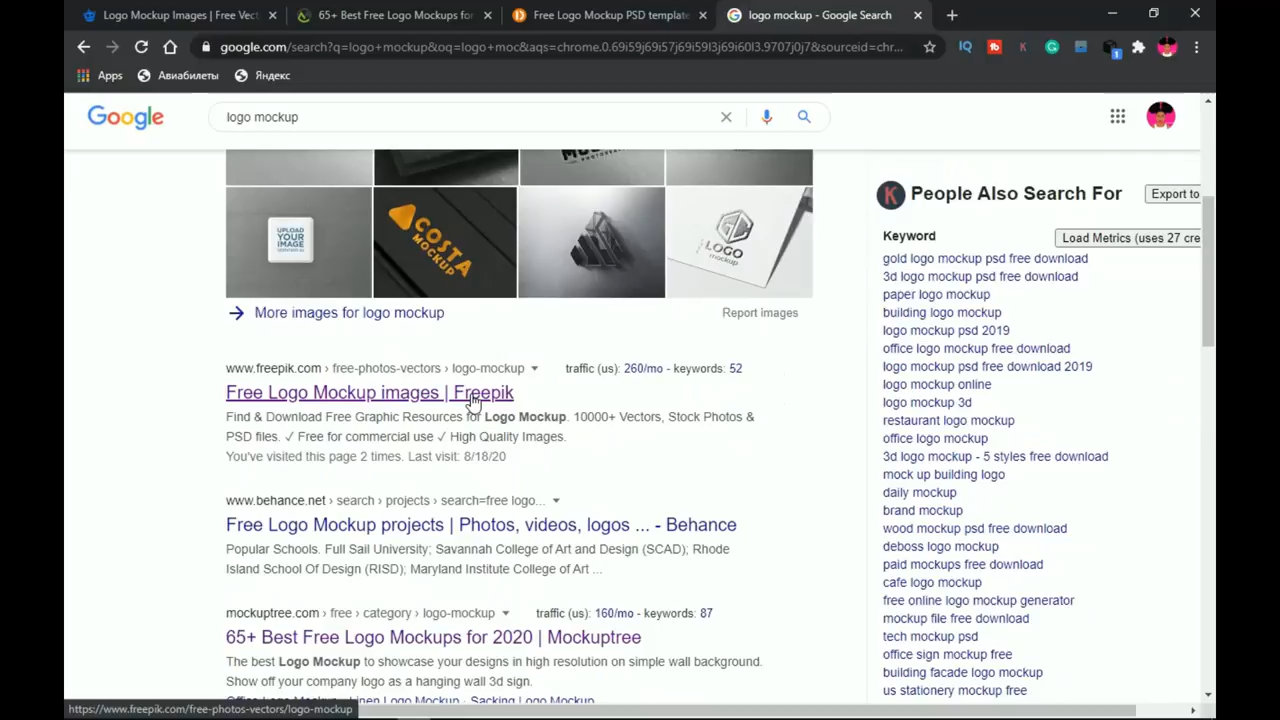 Logo Mockup Images | Free Vect
65+ Best Free Logo Mockups for
Free Logo Mockup PSD template
logo mockup - Google Search
google.com/search?q=logo+mockup&oq=logo+moc&aqs=chrome.0.69i59j69i57j69i59l3j69i60l3.9707j0j7&sourceid=chr...
Apps
Авиабилеты
Яндекс
Google
logo mockup
UPLOAD
YOUR
IMAGE
COSTA
MOCKUP
LOGO
mockup
More images for logo mockup
Report images
www.freepik.com › free-photos-vectors › logo-mockup
traffic (us): 260/mo - keywords: 52
Free Logo Mockup images | Freepik
Find & Download Free Graphic Resources for Logo Mockup. 10000+ Vectors, Stock Photos &
PSD files. ✓ Free for commercial use ✓ High Quality Images.
You've visited this page 2 times. Last visit: 8/18/20
www.behance.net › search › projects › search=free logo...
Free Logo Mockup projects | Photos, videos, logos ... - Behance
Popular Schools. Full Sail University; Savannah College of Art and Design (SCAD); Rhode
Island School Of Design (RISD); Maryland Institute College of Art ...
mockuptree.com › free › category › logo-mockup
traffic (us): 160/mo - keywords: 87
65+ Best Free Logo Mockups for 2020 | Mockuptree
The best Logo Mockup to showcase your designs in high resolution on simple wall background.
Show off your company logo as a hanging wall 3d sign.
Office Logo Mockup · Linen Logo Mockup · Sacking Logo Mockup
K People Also Search For
Export to
Keyword
Load Metrics (uses 27 cre
gold logo mockup psd free download
3d logo mockup psd free download
paper logo mockup
building logo mockup
logo mockup psd 2019
office logo mockup free download
logo mockup psd free download 2019
logo mockup online
logo mockup 3d
restaurant logo mockup
office logo mockup
3d logo mockup - 5 styles free download
mock up building logo
daily mockup
brand mockup
wood mockup psd free download
deboss logo mockup
paid mockups free download
cafe logo mockup
free online logo mockup generator
mockup file free download
tech mockup psd
office sign mockup free
building facade logo mockup
us stationery mockup free
https://www.freepik.com/free-photos-vectors/logo-mockup